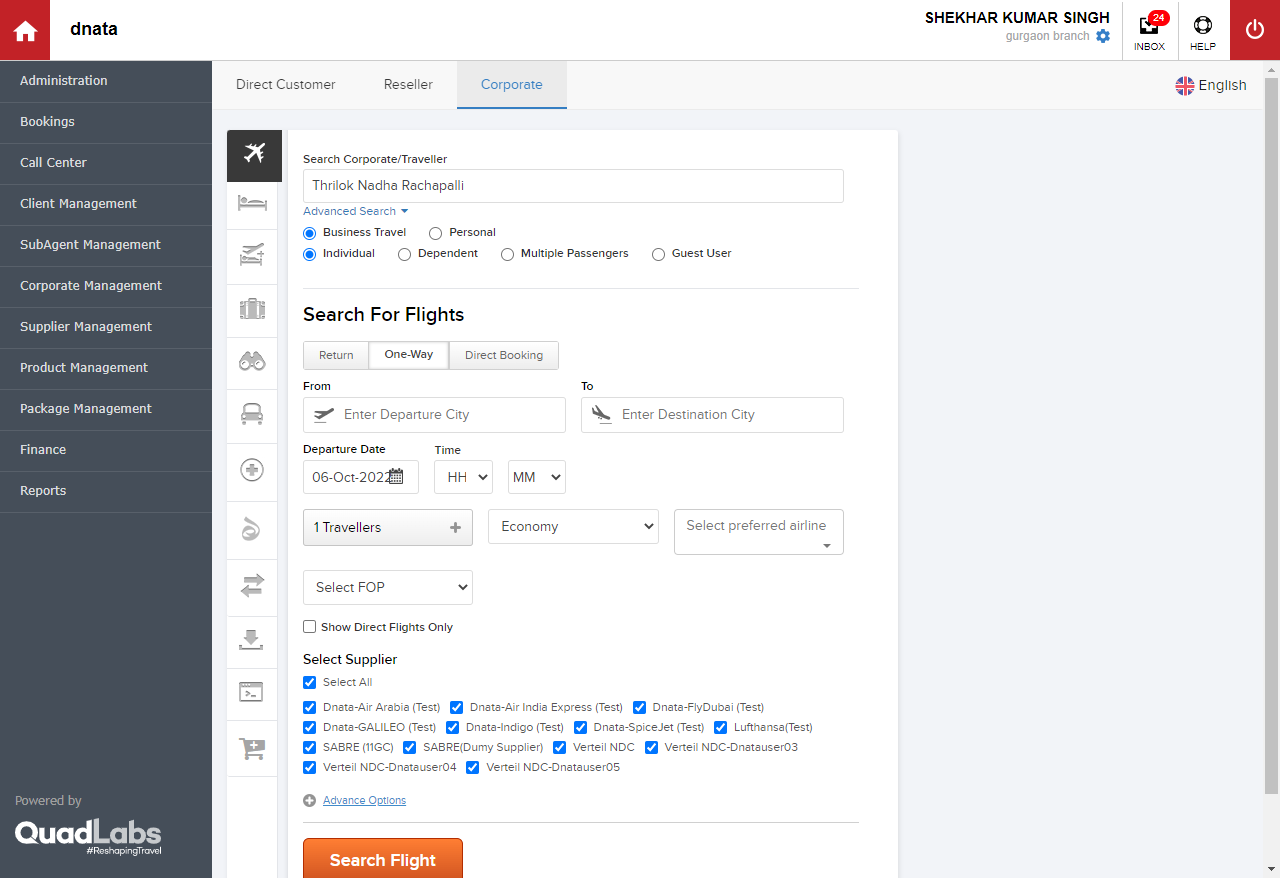 dnata
SHEKHAR KUMAR SINGH
gurgaon branch
24
INBOX
HELP
Administration
Bookings
Call Center
Client Management
SubAgent Management
Corporate Management
Supplier Management
Product Management
Package Management
Finance
Reports
Powered by
QuadLabs
#ReshapingTravel
Direct Customer Reseller Corporate
English
Search Corporate/Traveller
Thrilok Nadha Rachapalli
Advanced Search
Business Travel Personal
Individual Dependent Multiple Passengers Guest User
Search For Flights
Return One-Way Direct Booking
From To
Enter Departure City Enter Destination City
Departure Date Time
06-Oct-2022 HH MM
1 Travellers Economy Select preferred airline
Select FOP
Show Direct Flights Only
Select Supplier
Select All
Dnata-Air Arabia (Test) Dnata-Air India Express (Test) Dnata-FlyDubai (Test)
Dnata-GALILEO (Test) Dnata-Indigo (Test) Dnata-SpiceJet (Test) Lufthansa(Test)
SABRE (11GC) SABRE(Dumy Supplier) Verteil NDC Verteil NDC-Dnatauser03
Verteil NDC-Dnatauser04 Verteil NDC-Dnatauser05
Advance Options
Search Flight